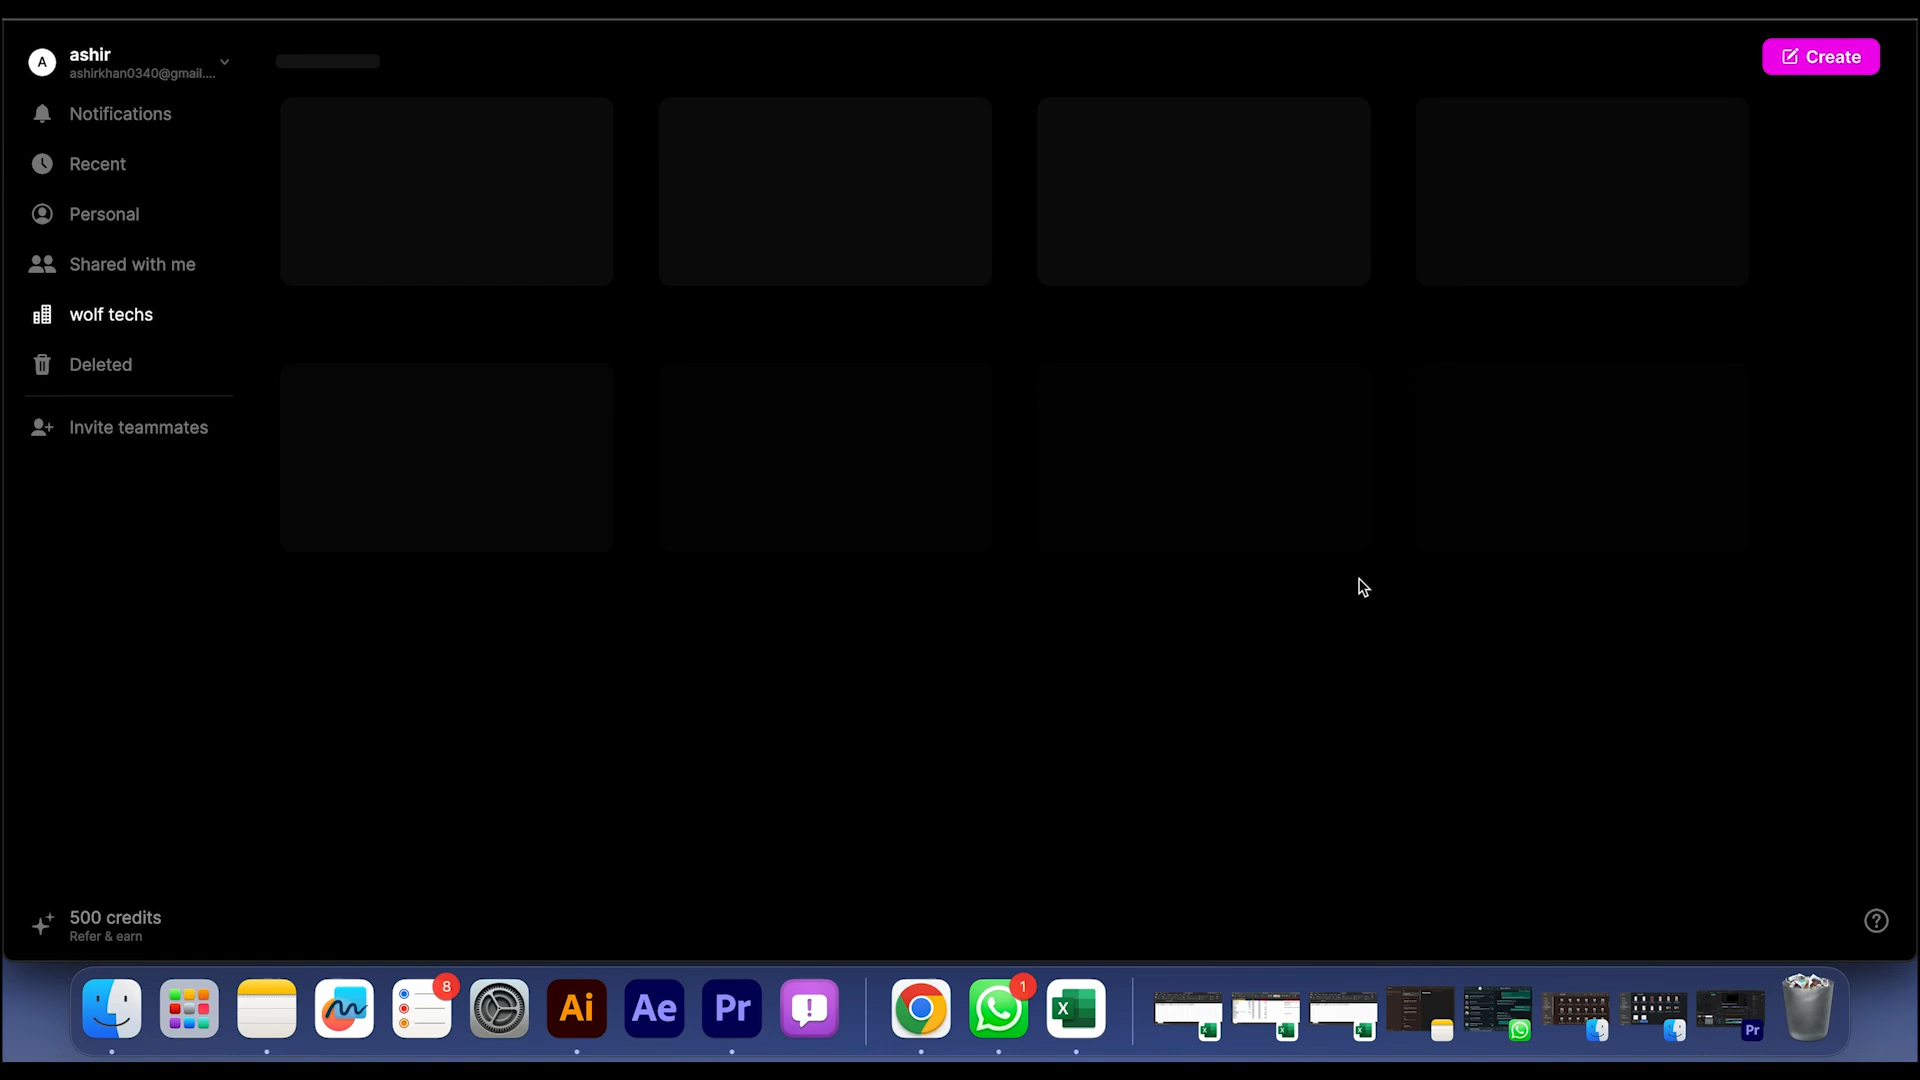 A
ashir
ashirkhan0340@gmail....
Create
Notifications
Recent
Personal
Shared with me
wolf techs
Deleted
Invite teammates
500 credits
Refer & earn
?
8
Ai
Ae
Pr
!
1
X
Pr